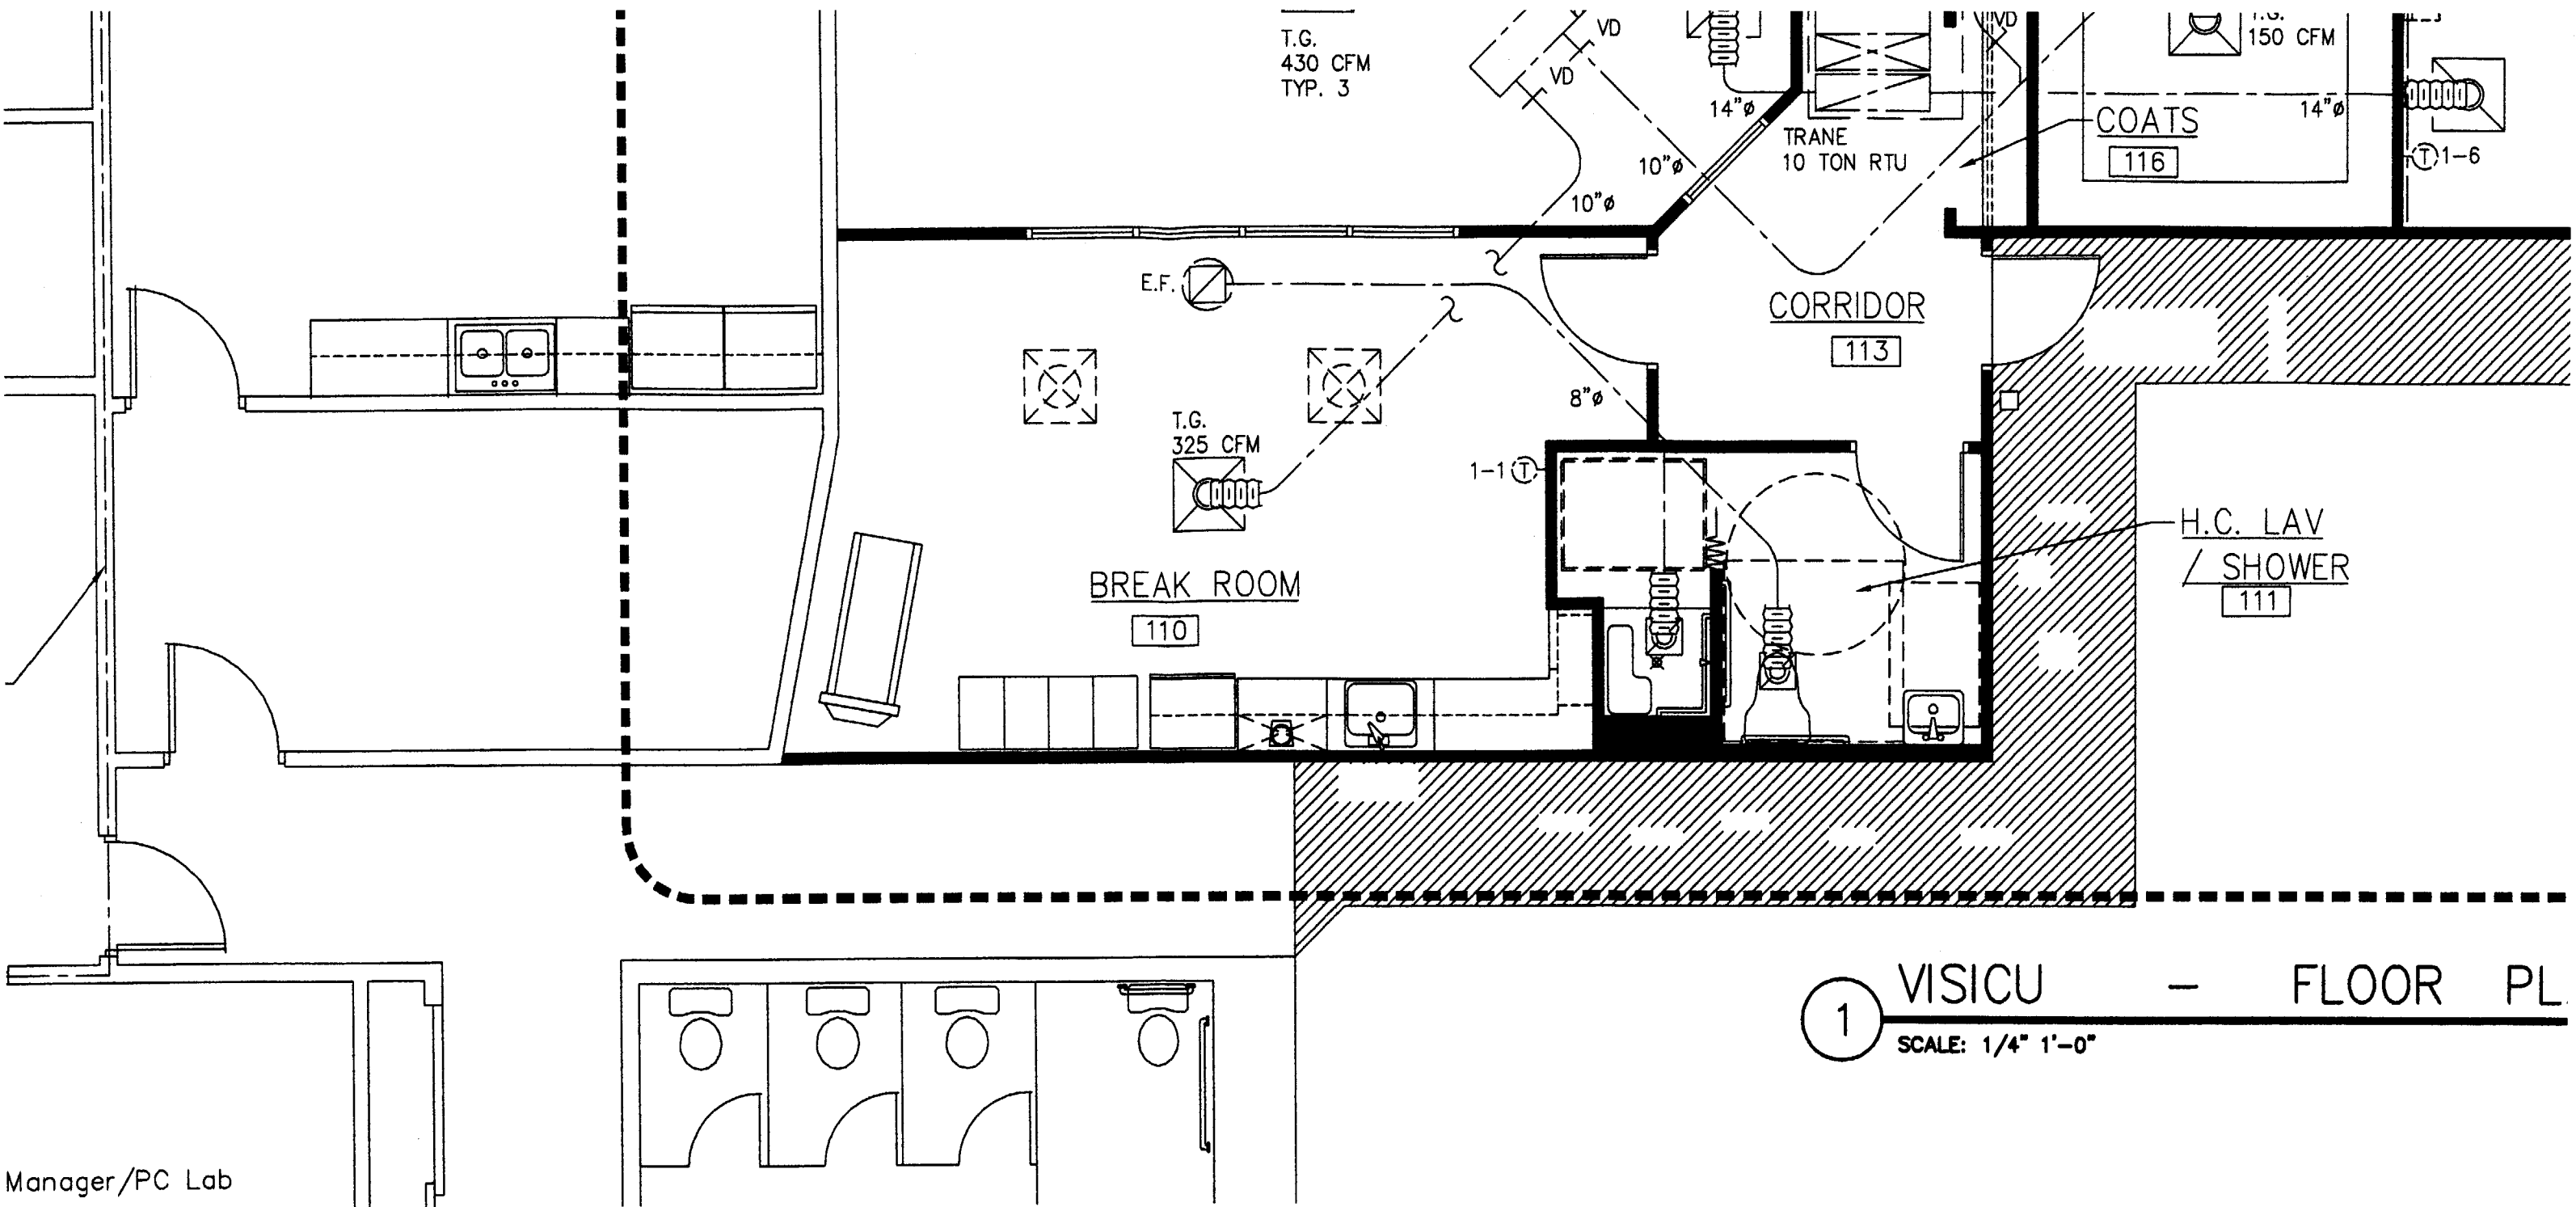 T.G.
430 CFM
TYP. 3
VD
VD
VD
T.G.
150 CFM
14"ø
14"ø
TRANE
10 TON RTU
COATS
116
T 1-6
10"ø
10"ø
E.F.
CORRIDOR
113
8"ø
T.G.
325 CFM
1-1 T
H.C. LAV
/ SHOWER
111
BREAK ROOM
110
1
VISICU - FLOOR PL
SCALE: 1/4" 1'-0"
Manager/PC Lab